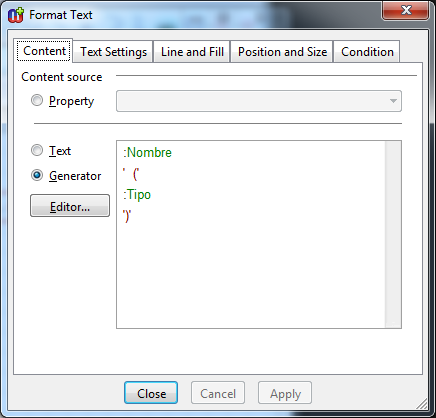 Format Text
Content Text Settings Line and Fill Position and Size Condition
Content source
Property
Text
Generator
Editor...
:Nombre
' ('
:Tipo
')'
Close Cancel Apply